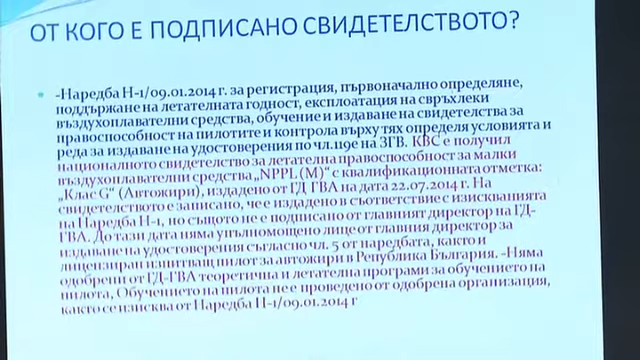 ОТ КОГО Е ПОДПИСАНО СВИДЕТЕЛСТВОТО?
-Наредба Н-1/09.01.2014 г. за регистрация, първоначално определяне,
поддържане на летателната годност, експлоатация на свръхлеки
въздухоплавателни средства, обучение и издаване на свидетелства за
правоспособност на пилотите и контрола върху тях определя условията и
реда за издаване на удостоверения по чл.119е на ЗГВ. КВС е получил
националното свидетелство за летателна правоспособност за малки
въздухоплавателни средства „NPPL (M)“ с квалификационната отметка:
„Клас G“ (Автожири), издадено от ГД ГВА на дата 22.07.2014 г. На
свидетелството е записано, че е издадено в съответствие с изискванията
на Наредба Н-1, но същото не е подписано от главният директор на ГД-
ГВА. До тази дата няма упълномощено лице от главния директор за
издаване на удостоверения съгласно чл. 5 от наредбата, както и
лицензиран изпитващ пилот за автожири в Република България. -Няма
одобрени от ГД-ГВА теоретична и летателна програми за обучението на
пилота, Обучението на пилота не е проведено от одобрена организация,
както се изисква от Наредба Н-1/09.01.2014 г